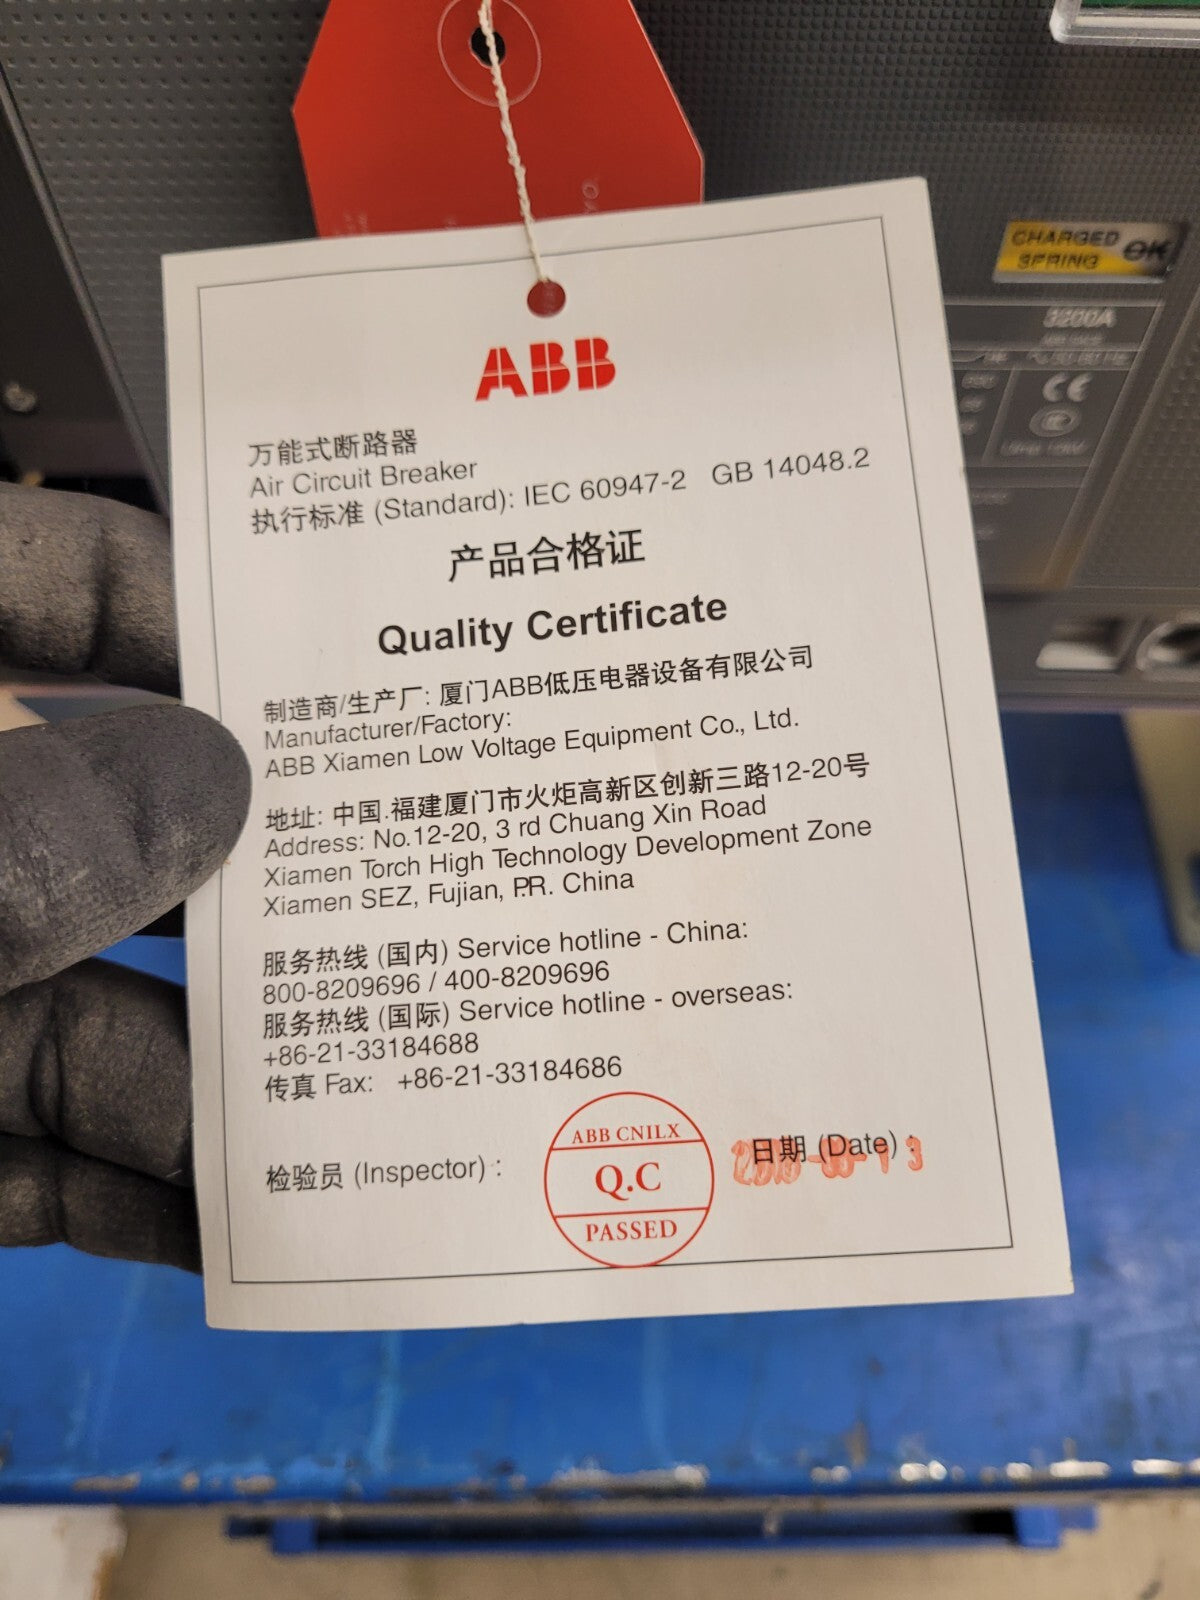 CHARGED
SPRING
OK
3200A
CE
ABB
万能式断路器
Air Circuit Breaker
执行标准 (Standard): IEC 60947-2 GB 14048.2
产品合格证
Quality Certificate
制造商/生产厂: 厦门ABB低压电器设备有限公司
Manufacturer/Factory:
ABB Xiamen Low Voltage Equipment Co., Ltd.
地址: 中国.福建厦门市火炬高新区创新三路12-20号
Address: No.12-20, 3 rd Chuang Xin Road
Xiamen Torch High Technology Development Zone
Xiamen SEZ, Fujian, P.R. China
服务热线 (国内) Service hotline - China:
800-8209696 / 400-8209696
服务热线 (国际) Service hotline - overseas:
+86-21-33184688
传真 Fax: +86-21-33184686
检验员 (Inspector) :
ABB CNILX
Q.C
PASSED
日期 (Date) :